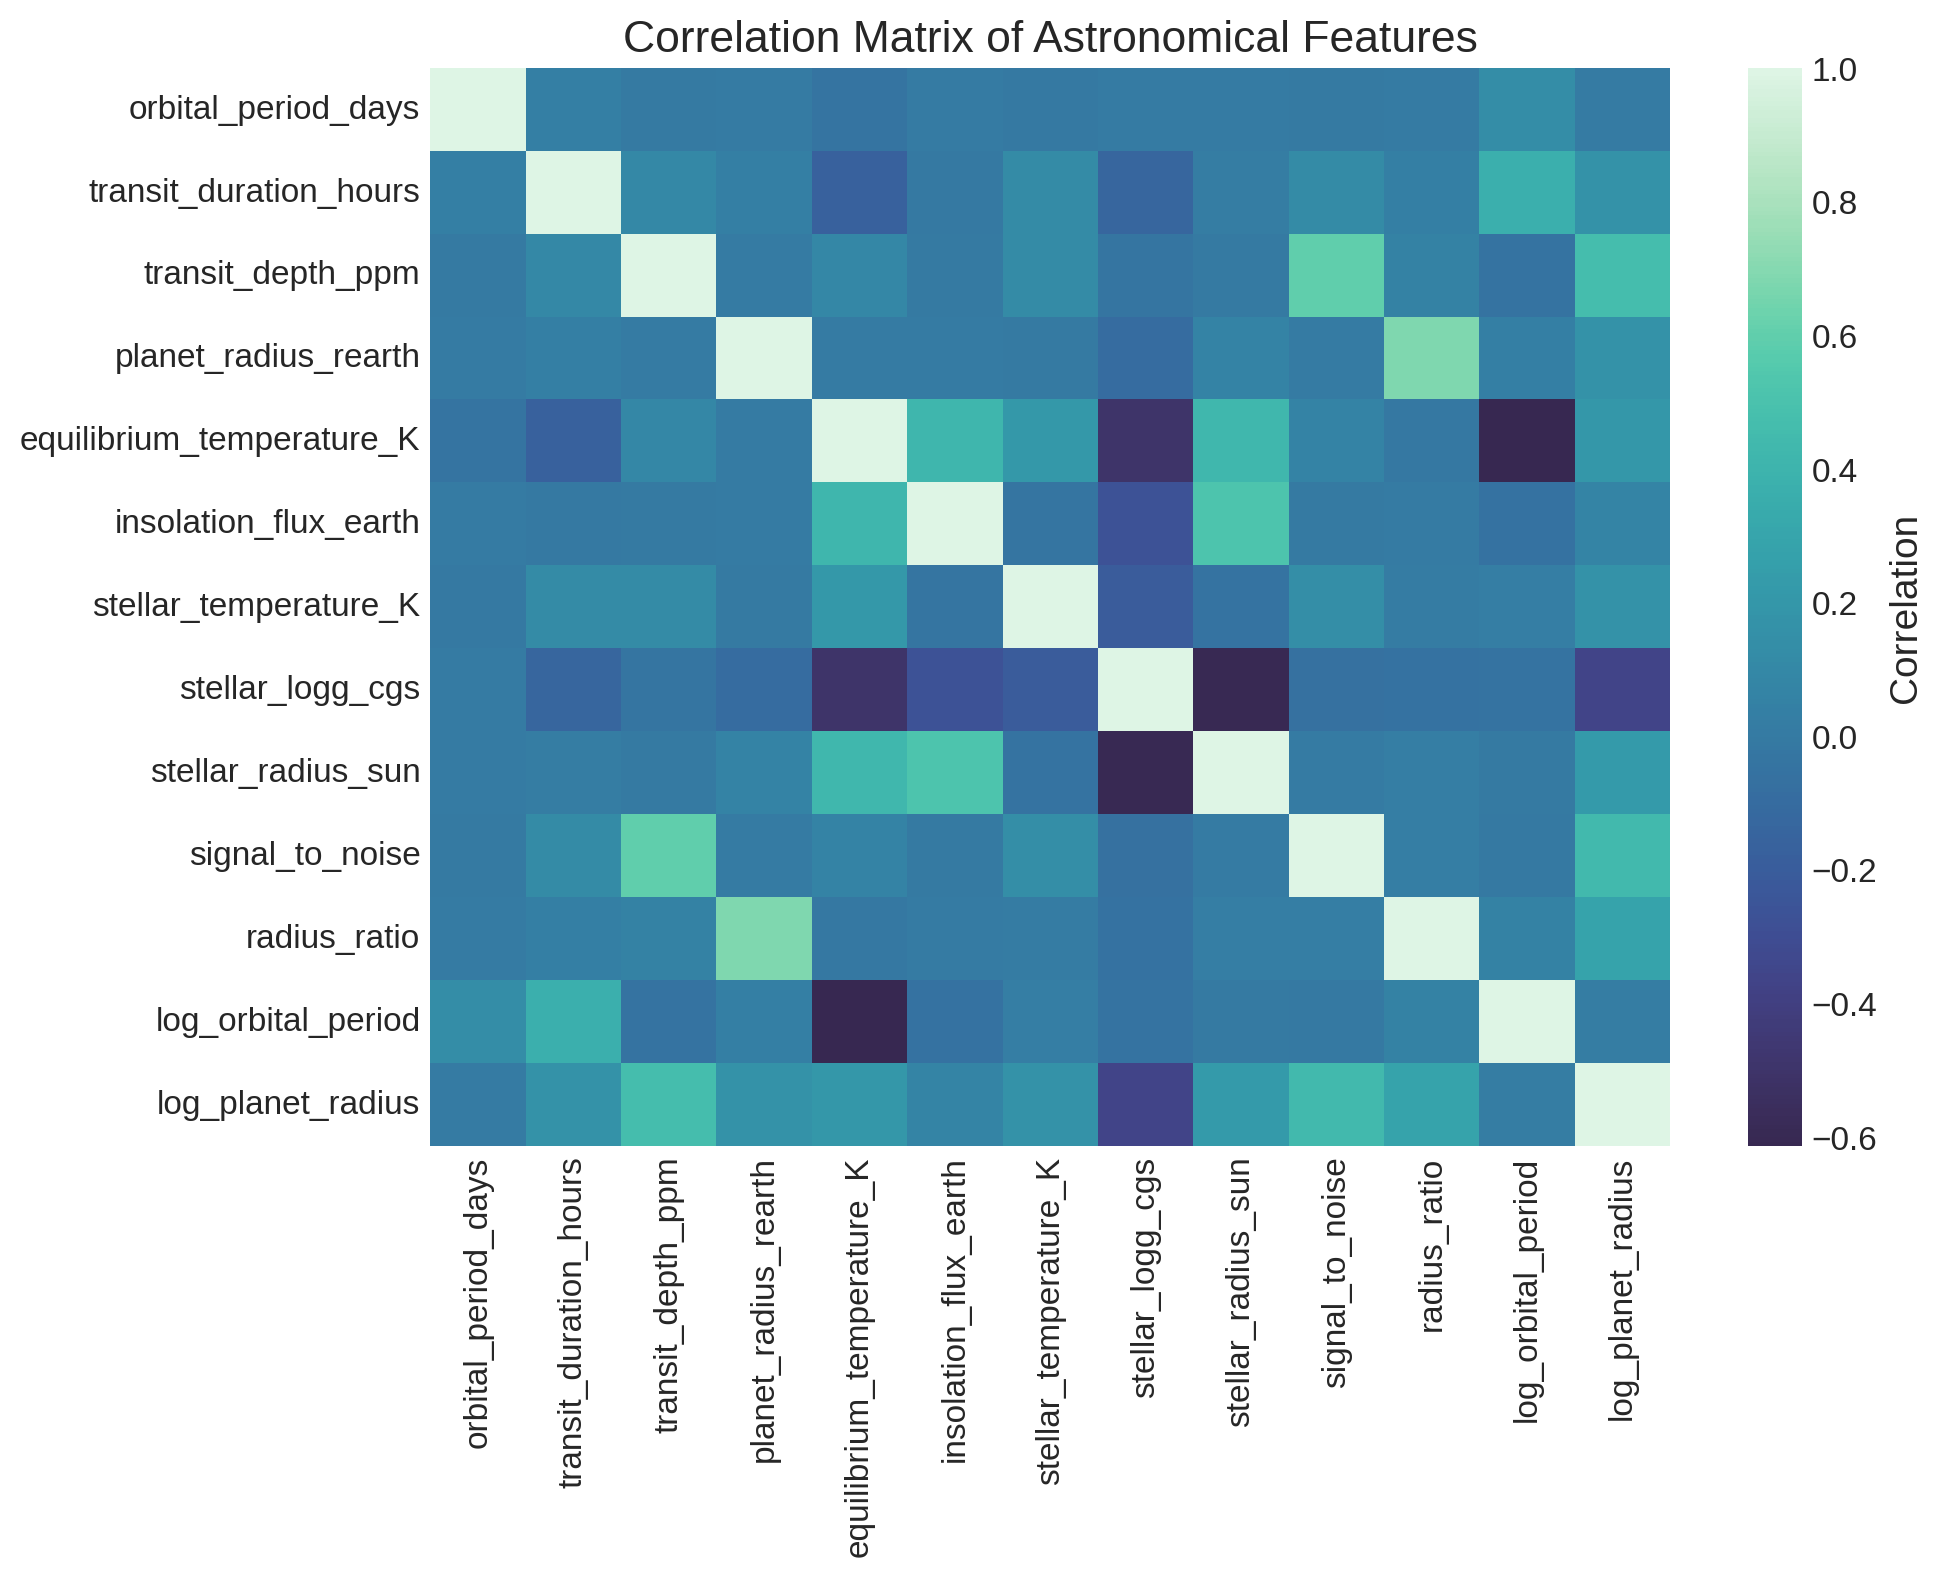 Correlation Matrix of Astronomical Features
orbital_period_days
transit_duration_hours
transit_depth_ppm
planet_radius_rearth
equilibrium_temperature_K
insolation_flux_earth
stellar_temperature_K
stellar_logg_cgs
stellar_radius_sun
signal_to_noise
radius_ratio
log_orbital_period
log_planet_radius
orbital_period_days
transit_duration_hours
transit_depth_ppm
planet_radius_rearth
equilibrium_temperature_K
insolation_flux_earth
stellar_temperature_K
stellar_logg_cgs
stellar_radius_sun
signal_to_noise
radius_ratio
log_orbital_period
log_planet_radius
1.0
0.8
0.6
0.4
0.2
0.0
−0.2
−0.4
−0.6
Correlation